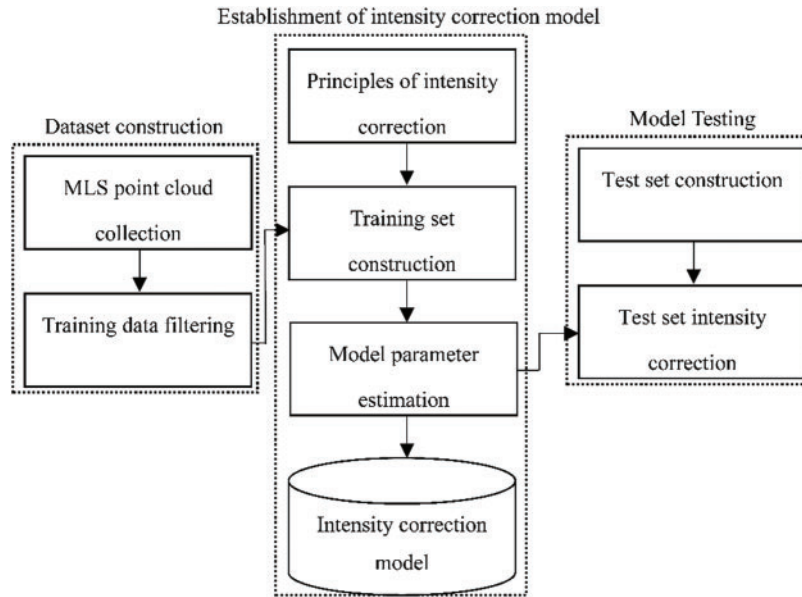 Establishment of intensity correction model
Dataset construction
MLS point cloud
collection
Training data filtering
Principles of intensity
correction
Training set
construction
Model parameter
estimation
Intensity correction
model
Model Testing
Test set construction
Test set intensity
correction